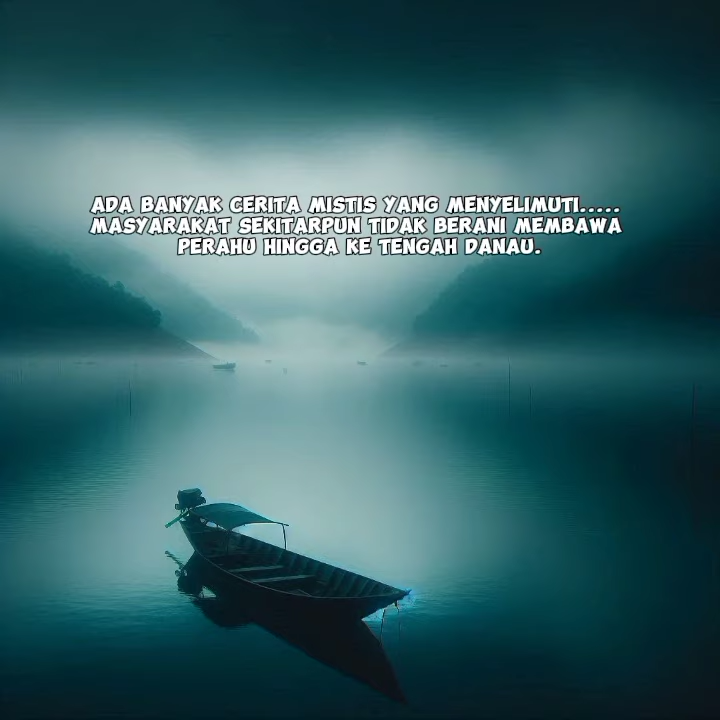 ADA BANYAK CERITA MISTIS YANG MENYELIMUTI.....
MASYARAKAT SEKITARPUN TIDAK BERANI MEMBAWA
PERAHU HINGGA KE TENGAH DANAU.